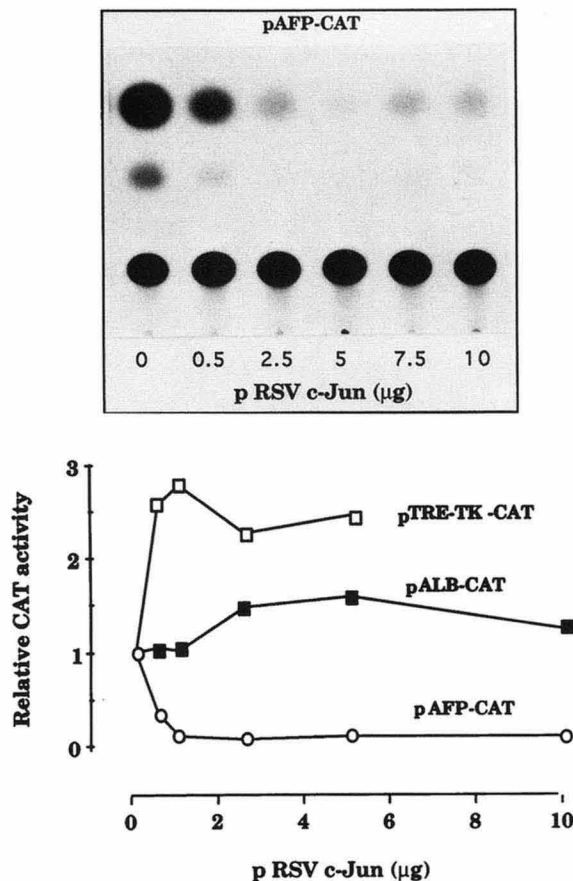 pAFP-CAT
0 0.5 2.5 5 7.5 10
p RSV c-Jun (µg)
3
2
1
0
Relative CAT activity
pTRE-TK -CAT
pALB-CAT
p AFP-CAT
0 2 4 6 8 10
p RSV c-Jun (µg)